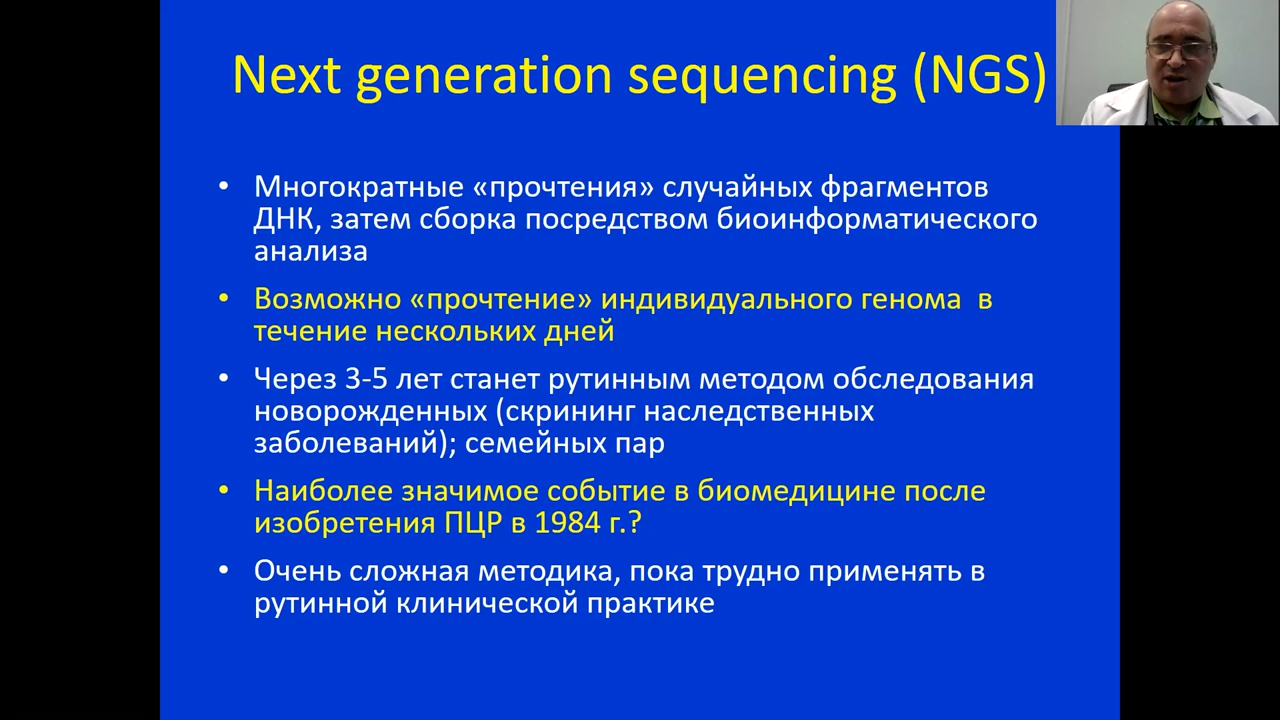 Next generation sequencing (NGS)
• Многократные «прочтения» случайных фрагментов
ДНК, затем сборка посредством биоинформатического
анализа
• Возможно «прочтение» индивидуального генома в
течение нескольких дней
• Через 3-5 лет станет рутинным методом обследования
новорожденных (скрининг наследственных
заболеваний); семейных пар
• Наиболее значимое событие в биомедицине после
изобретения ПЦР в 1984 г.?
• Очень сложная методика, пока трудно применять в
рутинной клинической практике